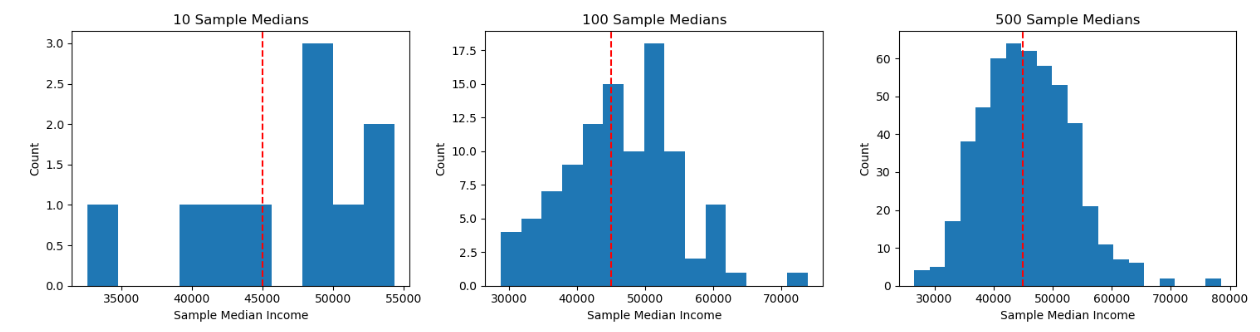 10 Sample Medians
3.0
2.5
2.0
1.5
1.0
0.5
0.0
Count
35000 40000 45000 50000 55000
Sample Median Income
100 Sample Medians
17.5
15.0
12.5
10.0
7.5
5.0
2.5
0.0
Count
30000 40000 50000 60000 70000
Sample Median Income
500 Sample Medians
60
50
40
30
20
10
0
Count
30000 40000 50000 60000 70000 80000
Sample Median Income